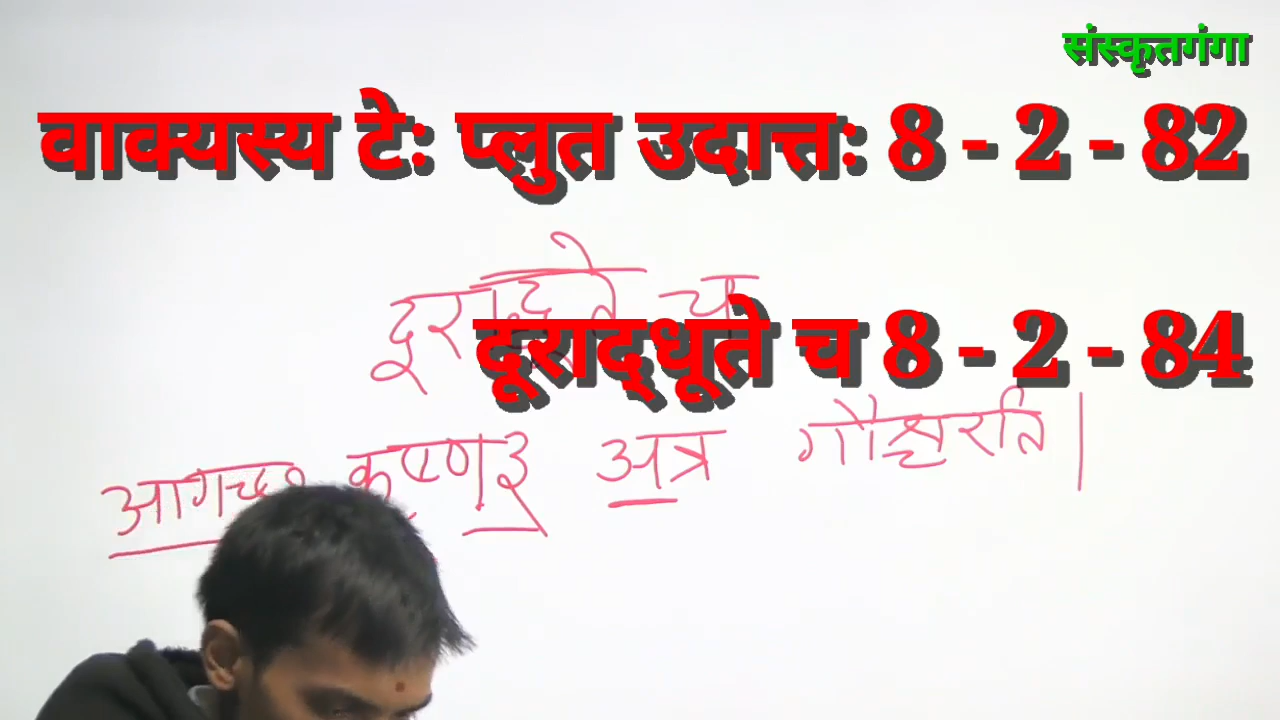 संस्कृतगंगा
वाक्यस्य टेः प्लुत उदात्तः 8 - 2 - 82
दूराद्धूते च
दूराद्धूते च 8 - 2 - 84
आगच्छ कृष्ण३ अत्र गौश्चरति।